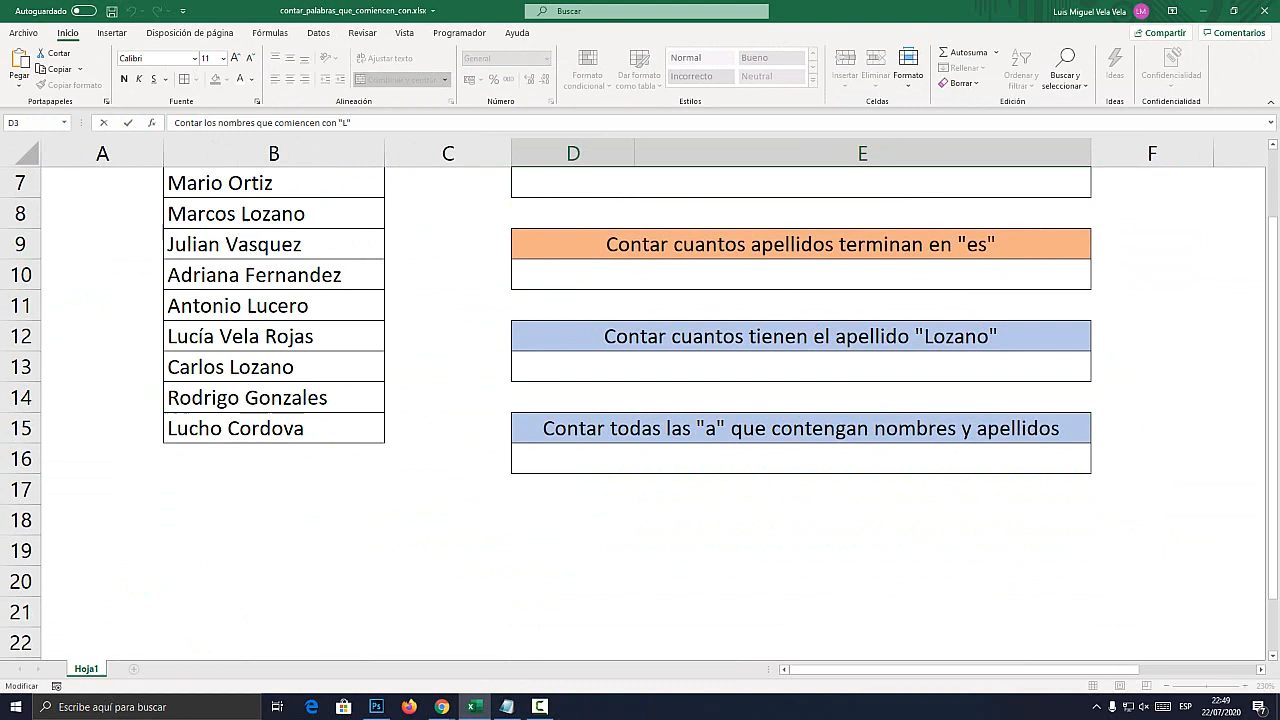 Autoguardado
contar_palabras_que_comiencen_con.xlsx
Buscar
Luis Miguel Vela Vela
LM
Archivo Inicio Insertar Disposición de página Fórmulas Datos Revisar Vista Programador Ayuda
Compartir Comentarios
Pegar
Cortar
Copiar
Copiar formato
Portapapeles
Calibri 11
N K S
Fuente
Ajustar texto
Combinar y centrar
Alineación
General
% 000
Número
Formato condicional
Dar formato como tabla
Normal Bueno
Incorrecto Neutral
Estilos
Insertar Eliminar Formato
Celdas
Autosuma
Rellenar
Borrar
Ordenar y filtrar
Buscar y seleccionar
Edición
Ideas
Ideas
Confidencialidad
Confidencialidad
D3
fx
Contar los nombres que comiencen con "L"
A B C D E F
7 Mario Ortiz
8 Marcos Lozano
9 Julian Vasquez Contar cuantos apellidos terminan en "es"
10 Adriana Fernandez
11 Antonio Lucero
12 Lucía Vela Rojas Contar cuantos tienen el apellido "Lozano"
13 Carlos Lozano
14 Rodrigo Gonzales
15 Lucho Cordova Contar todas las "a" que contengan nombres y apellidos
16
17
18
19
20
21
22
Hoja1
Modificar
230%
Escribe aquí para buscar
ESP
22:49
22/07/2020